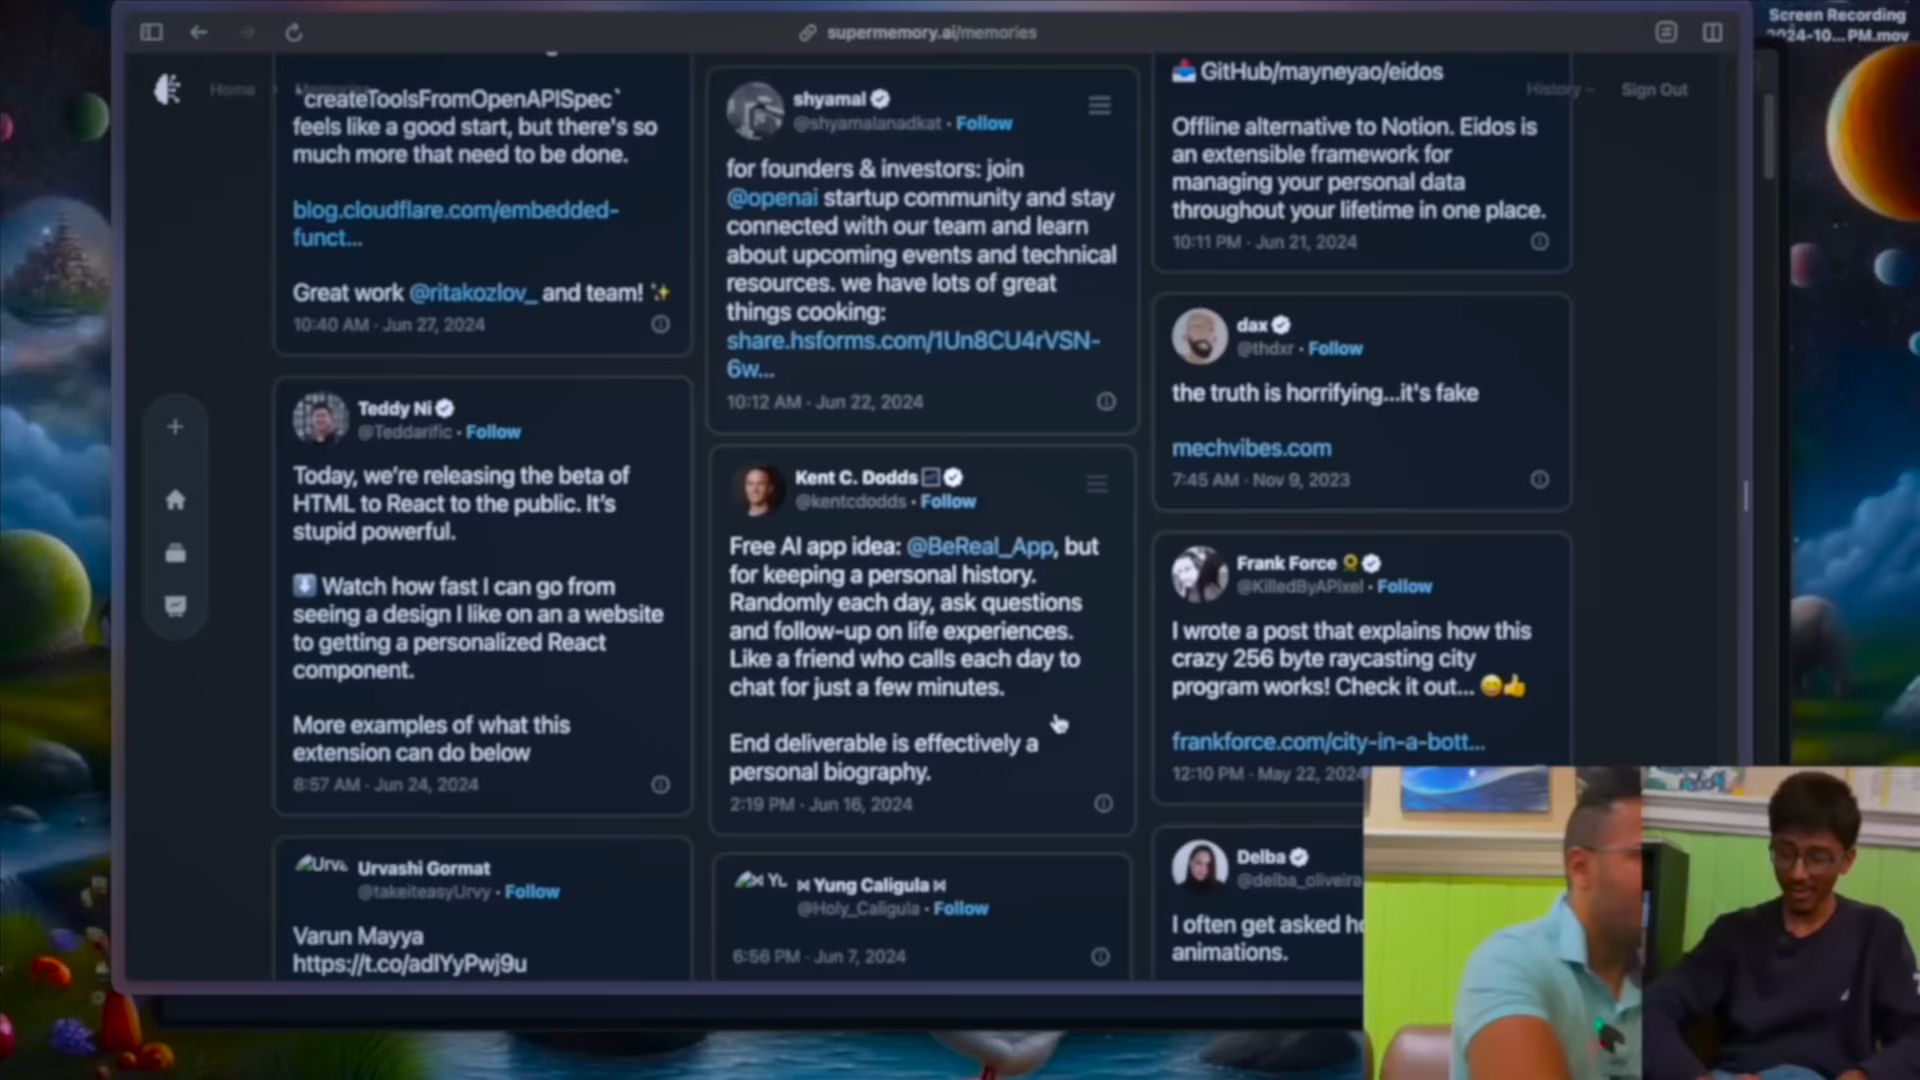 Screen Recording
2024-10...PM.mov
supermemory.ai/memories
Home
History
Sign Out
`createToolsFromOpenAPISpec`
feels like a good start, but there's so
much more that need to be done.
blog.cloudflare.com/embedded-
funct...
Great work @ritakozlov_ and team! ✨
10:40 AM · Jun 27, 2024
Teddy Ni
@Teddarific · Follow
Today, we're releasing the beta of
HTML to React to the public. It's
stupid powerful.
⬇️ Watch how fast I can go from
seeing a design I like on an a website
to getting a personalized React
component.
More examples of what this
extension can do below
8:57 AM · Jun 24, 2024
Urvashi Gormat
@takeiteasyUrvy · Follow
Varun Mayya
https://t.co/adIYyPwj9u
shyamal
@shyamalanadkat · Follow
for founders & investors: join
@openai startup community and stay
connected with our team and learn
about upcoming events and technical
resources. we have lots of great
things cooking:
share.hsforms.com/1Un8CU4rVSN-
6w...
10:12 AM · Jun 22, 2024
Kent C. Dodds
@kentcdodds · Follow
Free AI app idea: @BeReal_App, but
for keeping a personal history.
Randomly each day, ask questions
and follow-up on life experiences.
Like a friend who calls each day to
chat for just a few minutes.
End deliverable is effectively a
personal biography.
2:19 PM · Jun 16, 2024
Yung Caligula
@Holy_Caligula · Follow
6:56 PM · Jun 7, 2024
📥 GitHub/mayneyao/eidos
Offline alternative to Notion. Eidos is
an extensible framework for
managing your personal data
throughout your lifetime in one place.
10:11 PM · Jun 21, 2024
dax
@thdxr · Follow
the truth is horrifying...it's fake
mechvibes.com
7:45 AM · Nov 9, 2023
Frank Force
@KilledByAPixel · Follow
I wrote a post that explains how this
crazy 256 byte raycasting city
program works! Check it out... 😄👍
frankforce.com/city-in-a-bott...
12:10 PM · May 22, 2024
Delba
@delba_oliveira
I often get asked ho
animations.